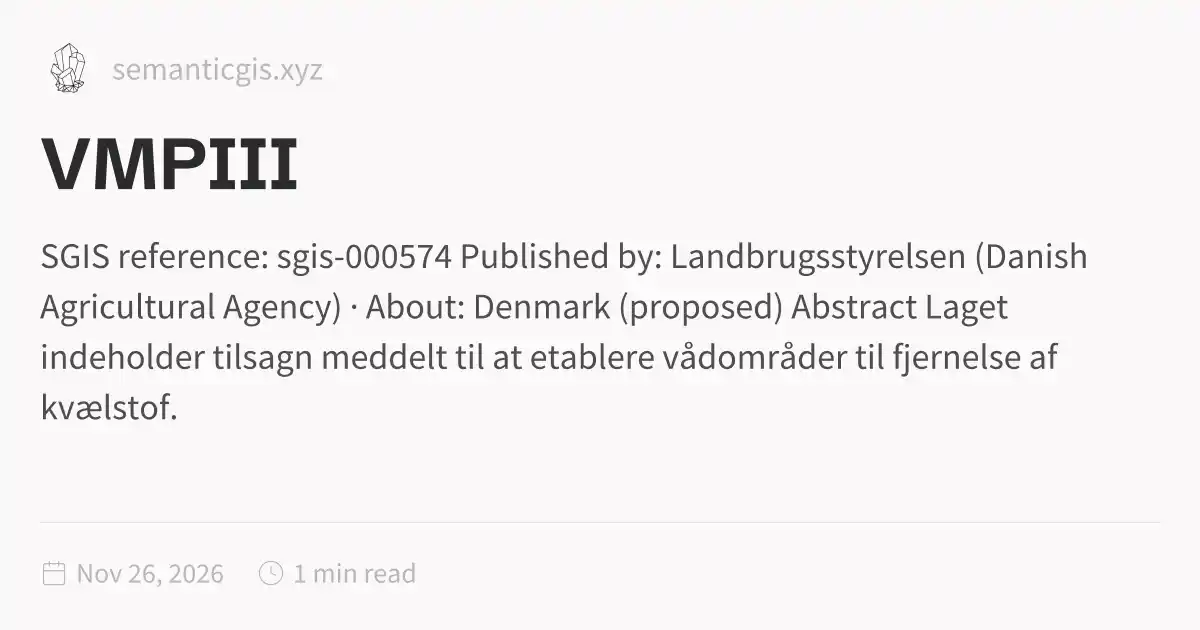 semanticgis.xyz
VMPIII
SGIS reference: sgis-000574 Published by: Landbrugsstyrelsen (Danish
Agricultural Agency) · About: Denmark (proposed) Abstract Laget
indeholder tilsagn meddelt til at etablere vådområder til fjernelse af
kvælstof.
Nov 26, 2026
1 min read